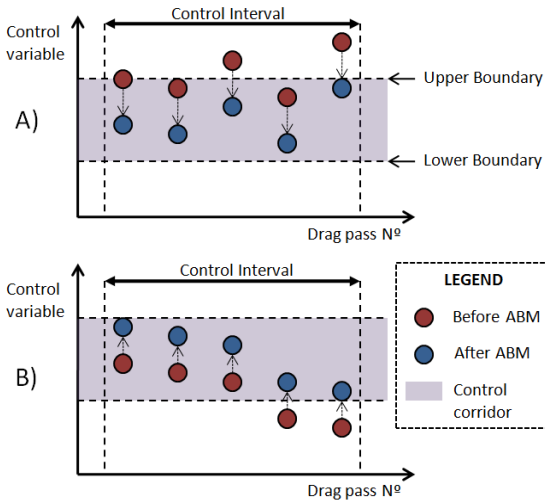 Control
variable
Control Interval
A)
Upper Boundary
Lower Boundary
Drag pass Nº
Control
variable
Control Interval
B)
Drag pass Nº
LEGEND
Before ABM
After ABM
Control
corridor